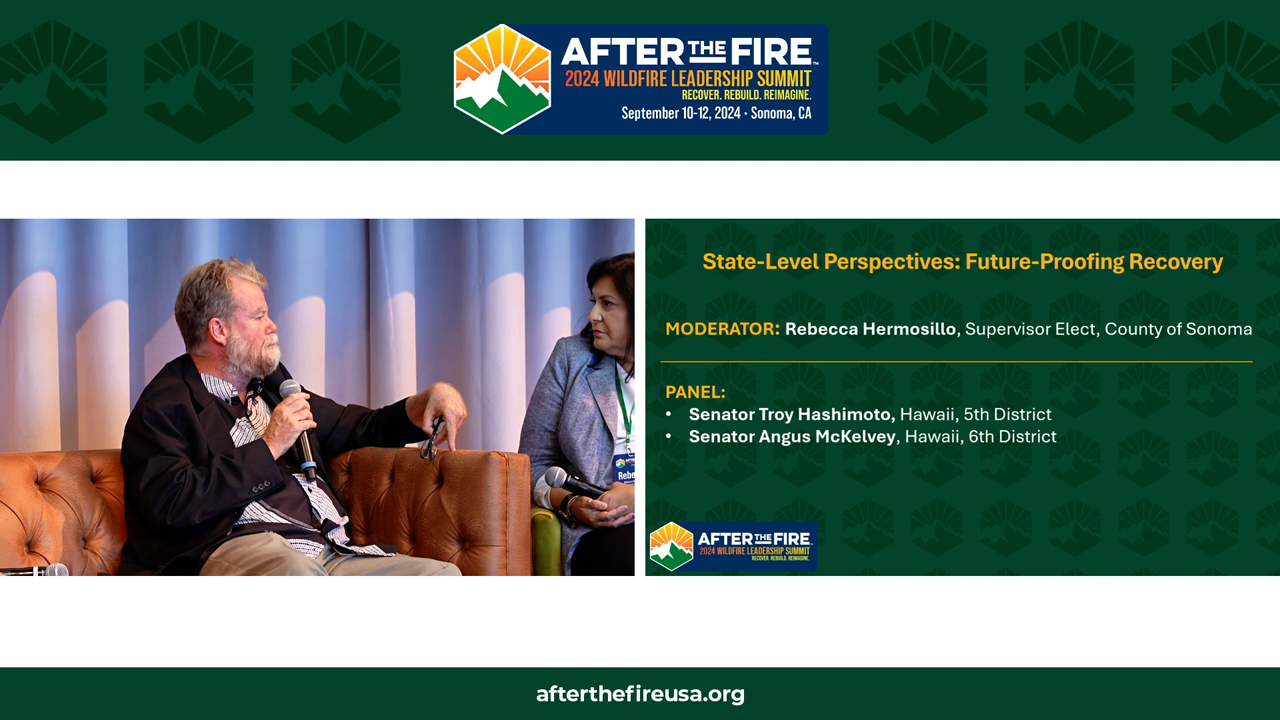 AFTER THE FIRE™
2024 WILDFIRE LEADERSHIP SUMMIT
RECOVER. REBUILD. REIMAGINE.
September 10-12, 2024 · Sonoma, CA
State-Level Perspectives: Future-Proofing Recovery
MODERATOR: Rebecca Hermosillo, Supervisor Elect, County of Sonoma
PANEL:
• Senator Troy Hashimoto, Hawaii, 5th District
• Senator Angus McKelvey, Hawaii, 6th District
Rebe
AFTER THE FIRE
2024 WILDFIRE LEADERSHIP SUMMIT
RECOVER. REBUILD. REIMAGINE.
afterthefireusa.org